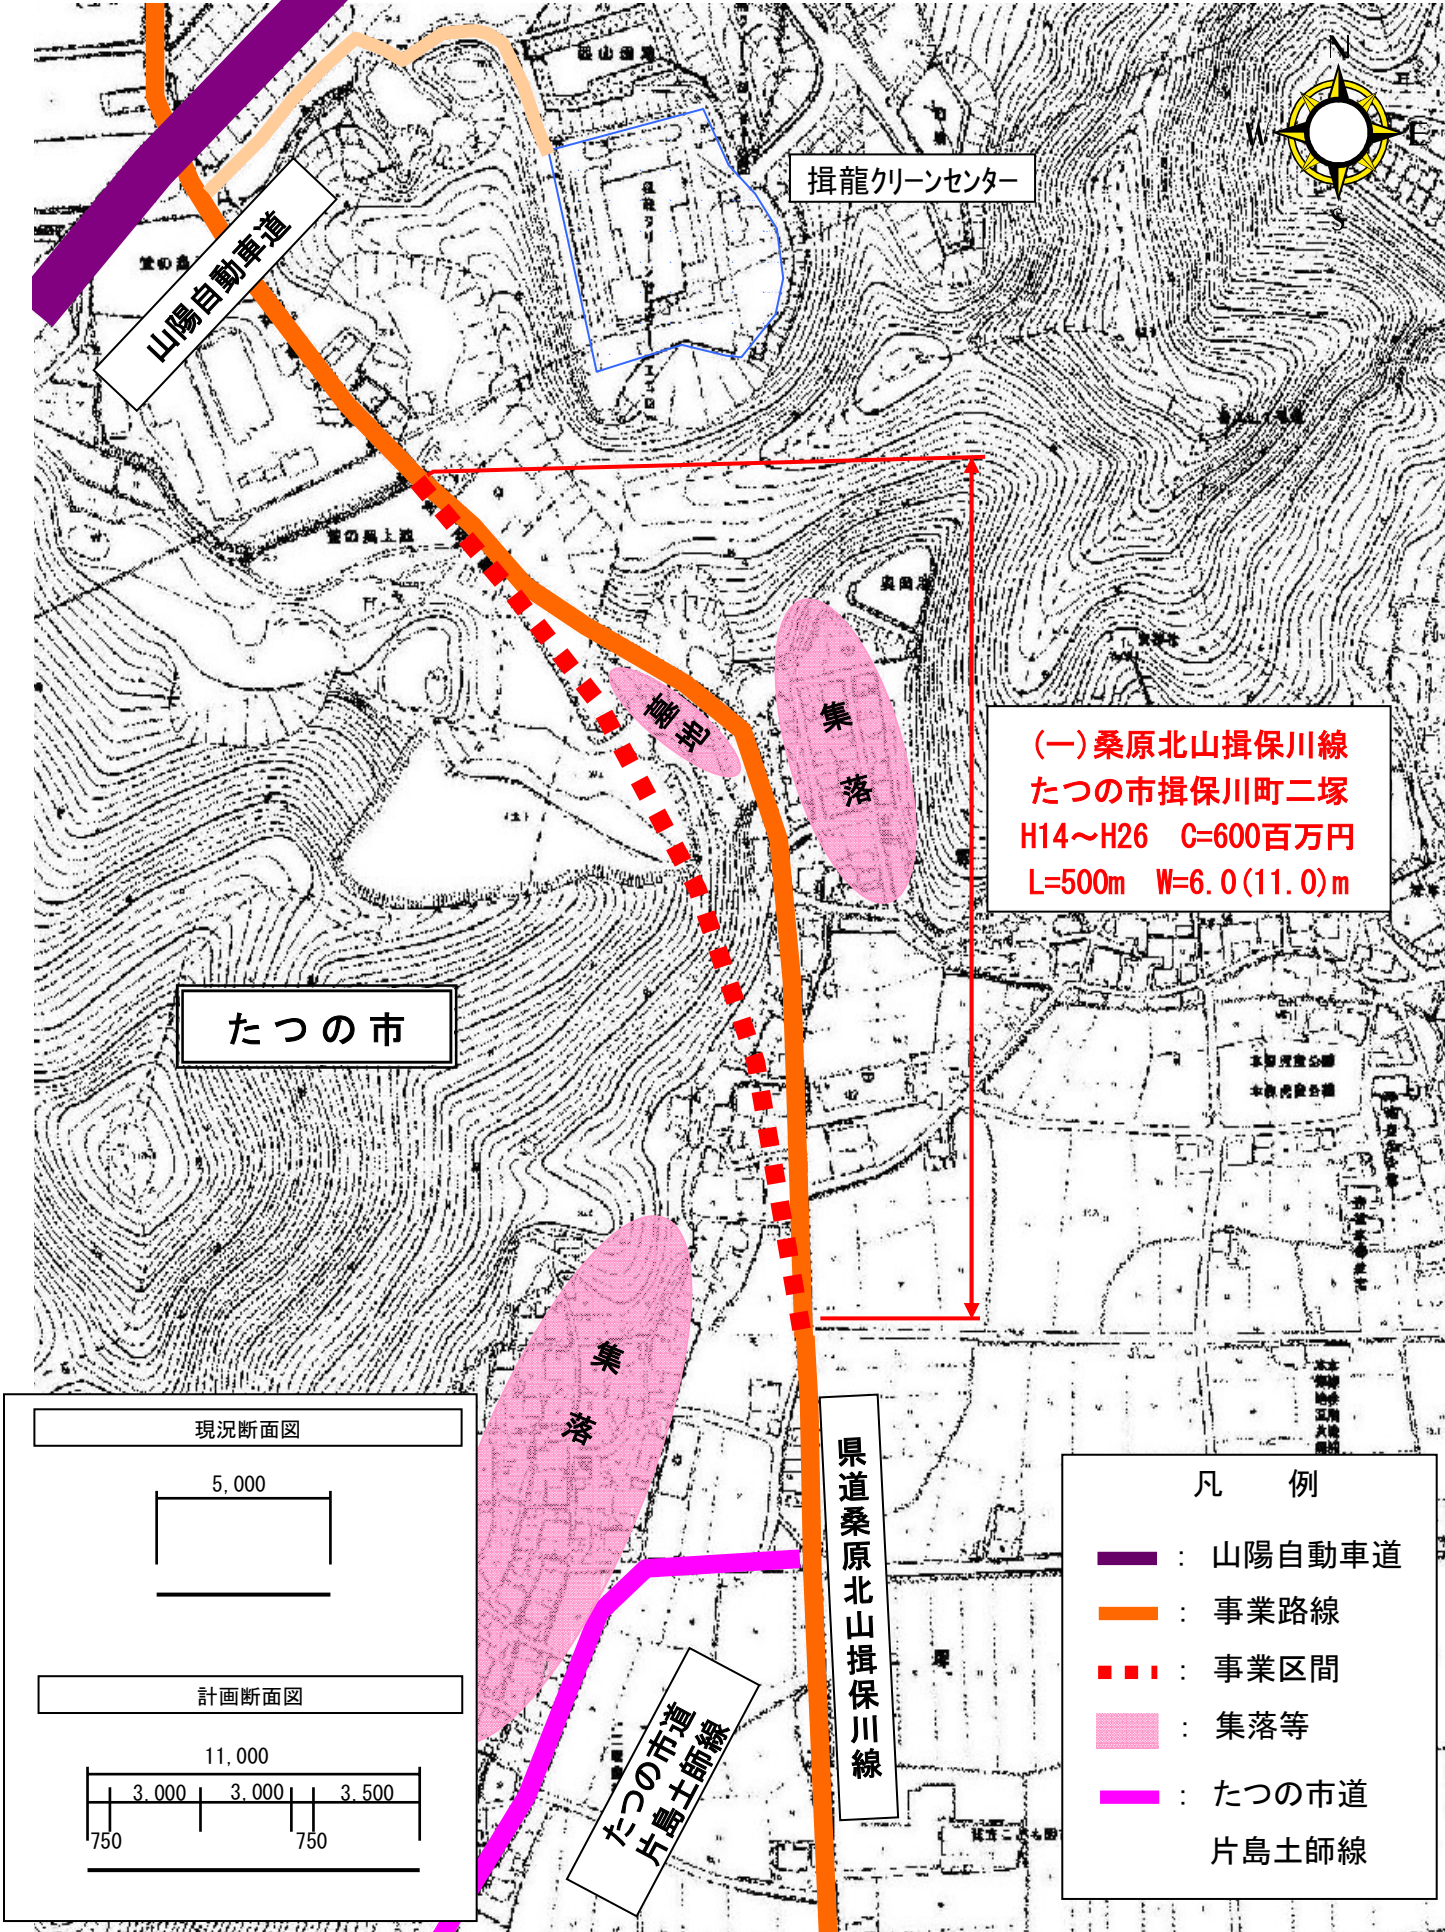 N
W
E
S
揖龍クリーンセンター
山陽自動車道
奥田池
墓地
集
落
(一)桑原北山揖保川線
たつの市揖保川町二塚
H14～H26 C=600百万円
L=500m W=6.0(11.0)m
たつの市
集
落
現況断面図
5,000
計画断面図
11,000
3.000
3,000
3.500
750
750
県道桑原北山揖保川線
たつの市道
片島土師線
凡 例
： 山陽自動車道
： 事業路線
： 事業区間
： 集落等
： たつの市道
片島土師線